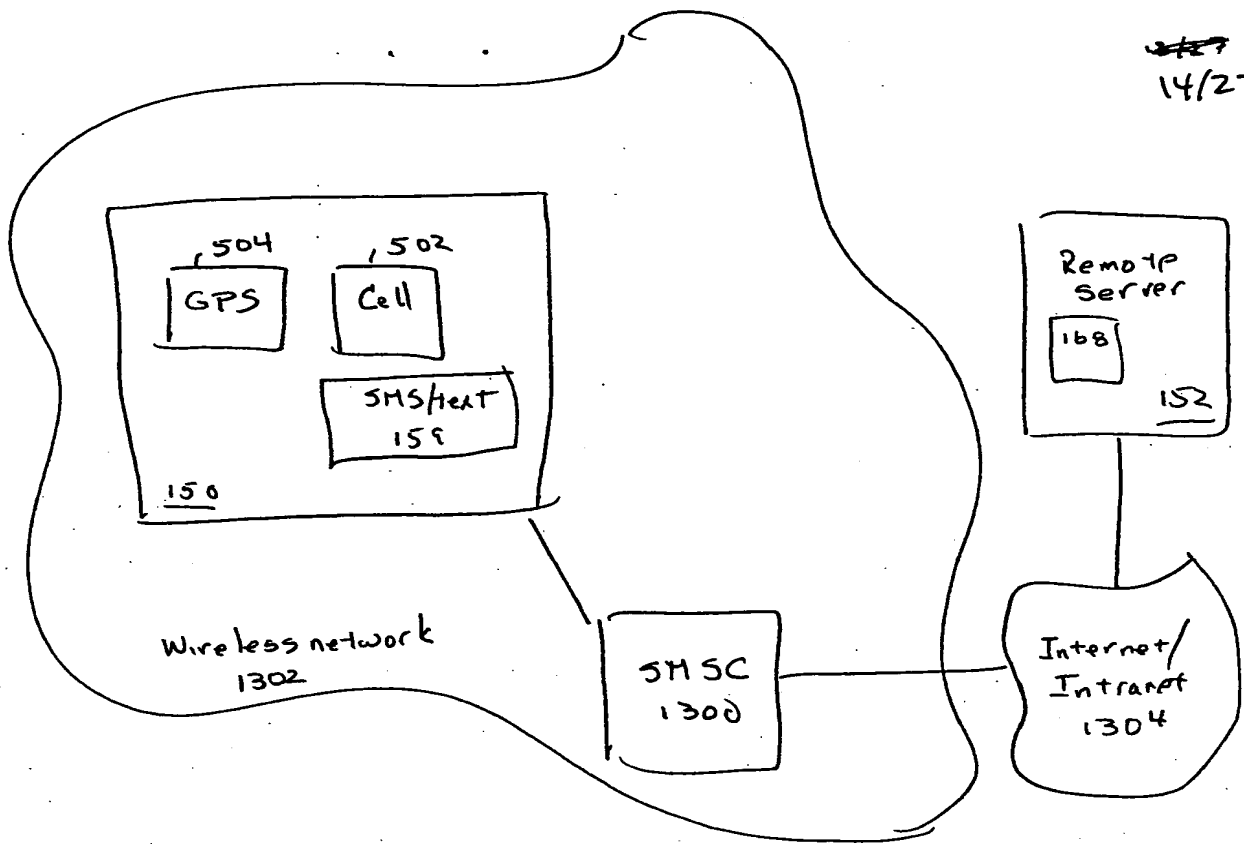 14/2
504
502
GPS
Cell
SMS/text
150
Remote
Server
168
152
Wireless network
1302
SMSC
1300
Internet/
Intranet
1304